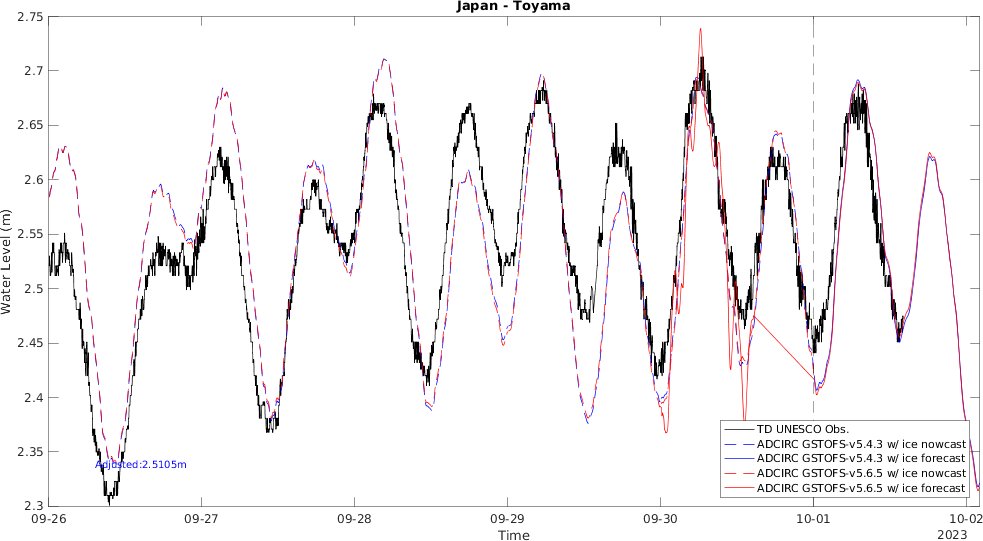 Japan - Toyama
2.75
2.7
2.65
2.6
2.55
2.5
2.45
2.4
2.35
2.3
Water Level (m)
Adjusted:2.5105m
TD UNESCO Obs.
ADCIRC GSTOFS-v5.4.3 w/ ice nowcast
ADCIRC GSTOFS-v5.4.3 w/ ice forecast
ADCIRC GSTOFS-v5.6.5 w/ ice nowcast
ADCIRC GSTOFS-v5.6.5 w/ ice forecast
09-26 09-27 09-28 09-29 09-30 10-01 10-02
Time
2023